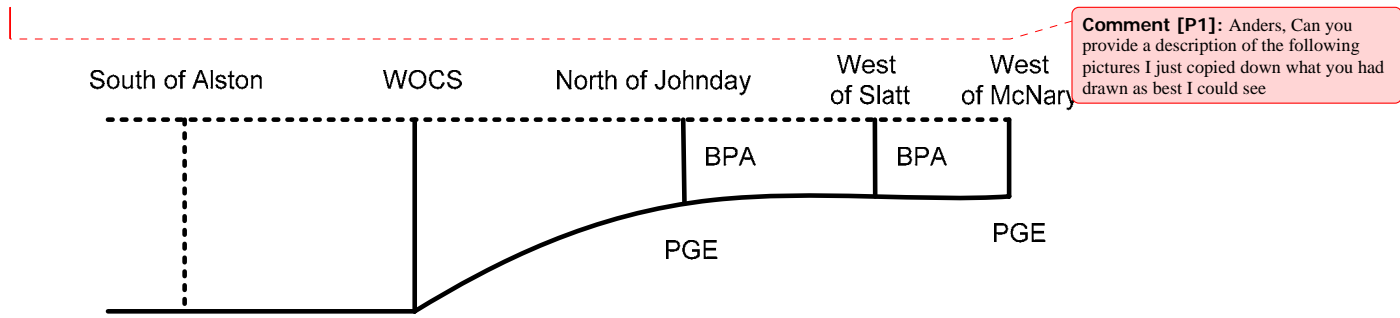 Comment [P1]: Anders, Can you
provide a description of the following
pictures I just copied down what you had
drawn as best I could see
South of Alston
WOCS
North of Johnday
West
of Slatt
West
of McNary
BPA
BPA
PGE
PGE